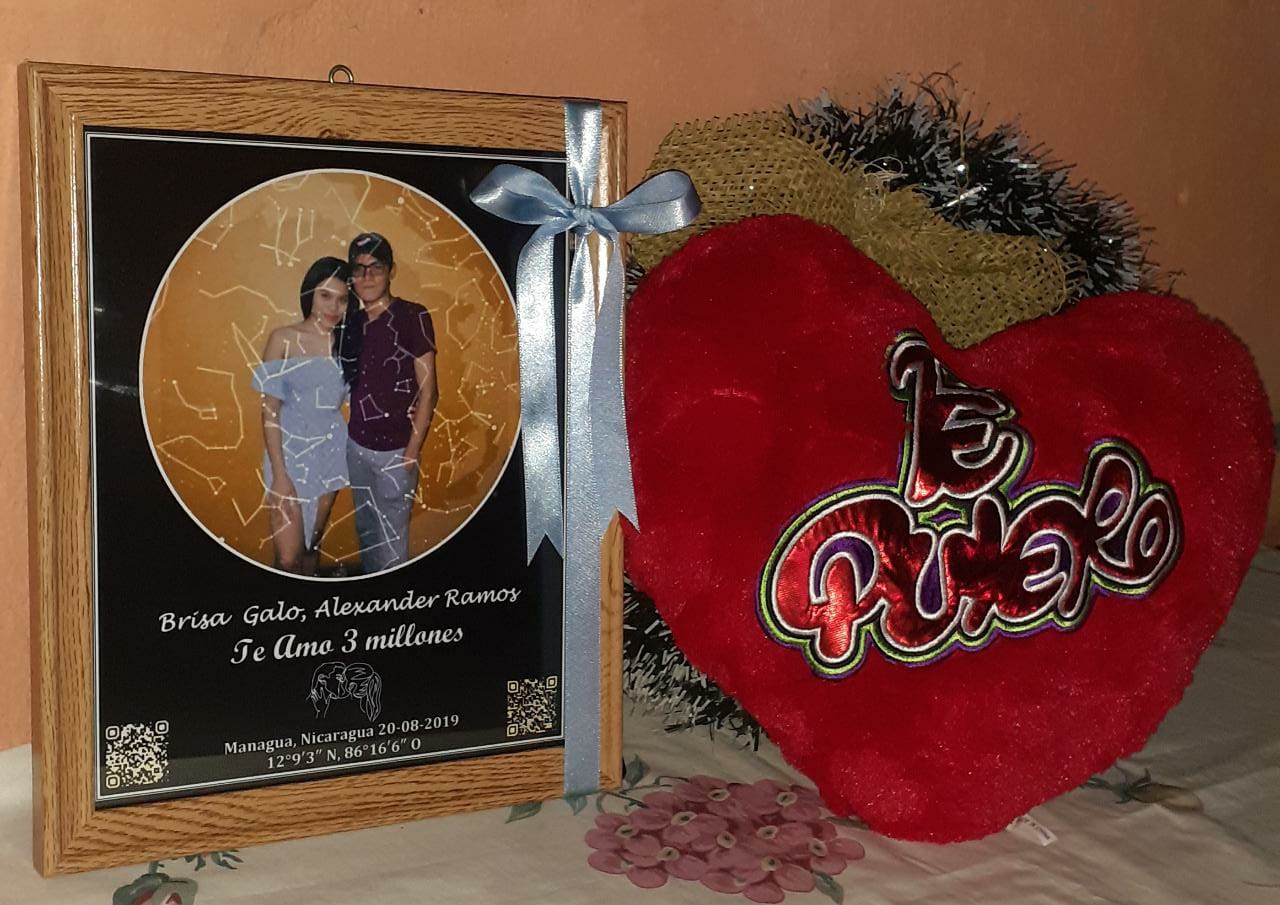 Brisa Galo, Alexander Ramos
Te Amo 3 millones
Managua, Nicaragua 20-08-2019
12°9'3" N, 86°16'6" O
TE
QUIERO